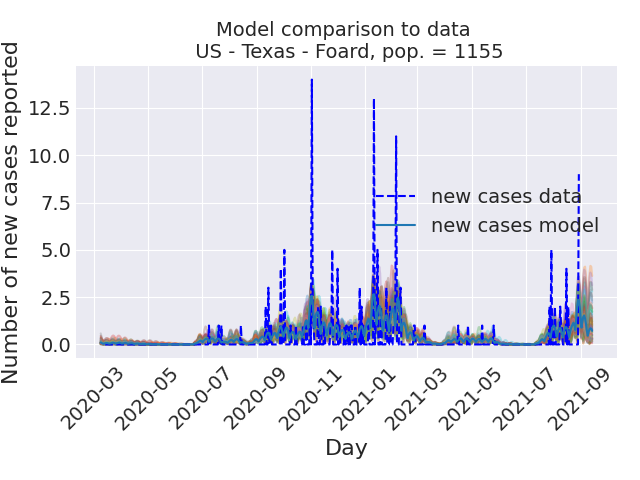 Model comparison to data
US - Texas - Foard, pop. = 1155
Number of new cases reported
12.5
10.0
7.5
5.0
2.5
0.0
new cases data
new cases model
2020-03
2020-05
2020-07
2020-09
2020-11
2021-01
2021-03
2021-05
2021-07
2021-09
Day